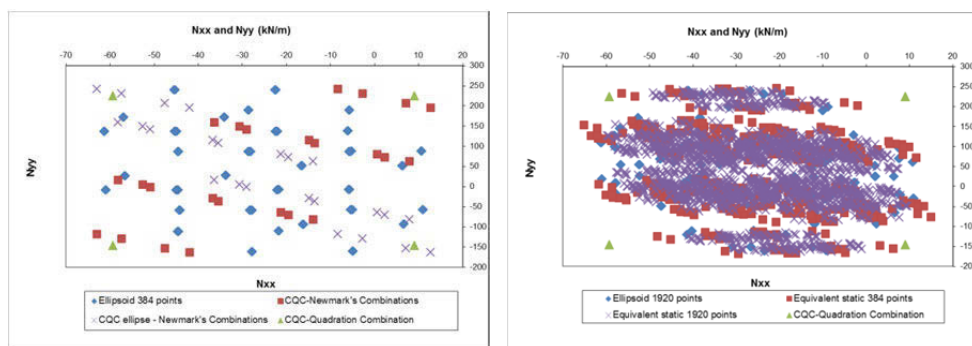 Nxx and Nyy (kN/m)
-70 -60 -50 -40 -30 -20 -10 0 10 20
300
250
200
150
100
50
0
-50
-100
-150
-200
Nyy
Nxx
Ellipsoid 384 points CQC-Newmark's Combinations
CQC ellipse - Newmark's Combinations CQC-Quadration Combination
Nxx and Nyy (kN/m)
-70 -60 -50 -40 -30 -20 -10 0 10 20
300
250
200
150
100
50
0
-50
-100
-150
-200
Nyy
Nxx
Ellipsoid 1920 points Equivalent static 384 points
Equivalent static 1920 points CQC-Quadration Combination